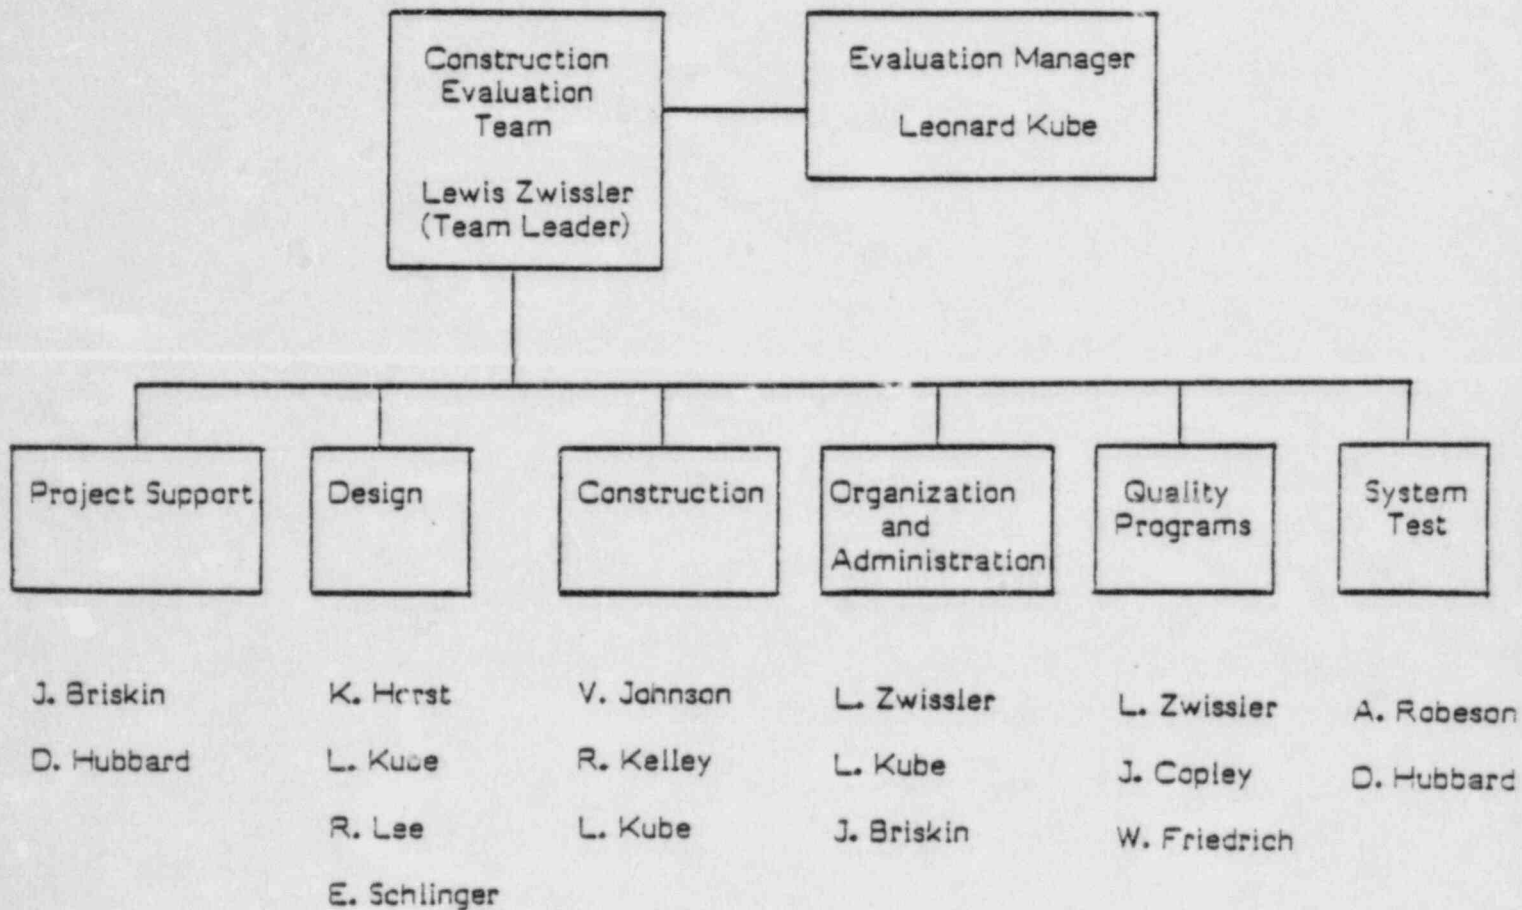 Construction
Evaluation
Team
Lewis Zwissler
(Team Leader)
Evaluation Manager
Leonard Kube
Project Support
Design
Construction
Organization
and
Administration
Quality
Programs
System
Test
J. Briskin
D. Hubbard
K. Horst
L. Kube
R. Lee
E. Schlinger
V. Johnson
R. Kelley
L. Kube
L. Zwissler
L. Kube
J. Briskin
L. Zwissler
J. Copley
W. Friedrich
A. Robeson
D. Hubbard